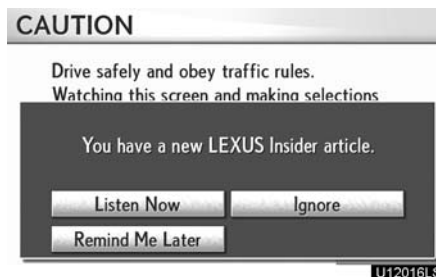 CAUTION
Drive safely and obey traffic rules.
Watching this screen and making selections
You have a new LEXUS Insider article.
Listen Now
Ignore
Remind Me Later
U12016LS